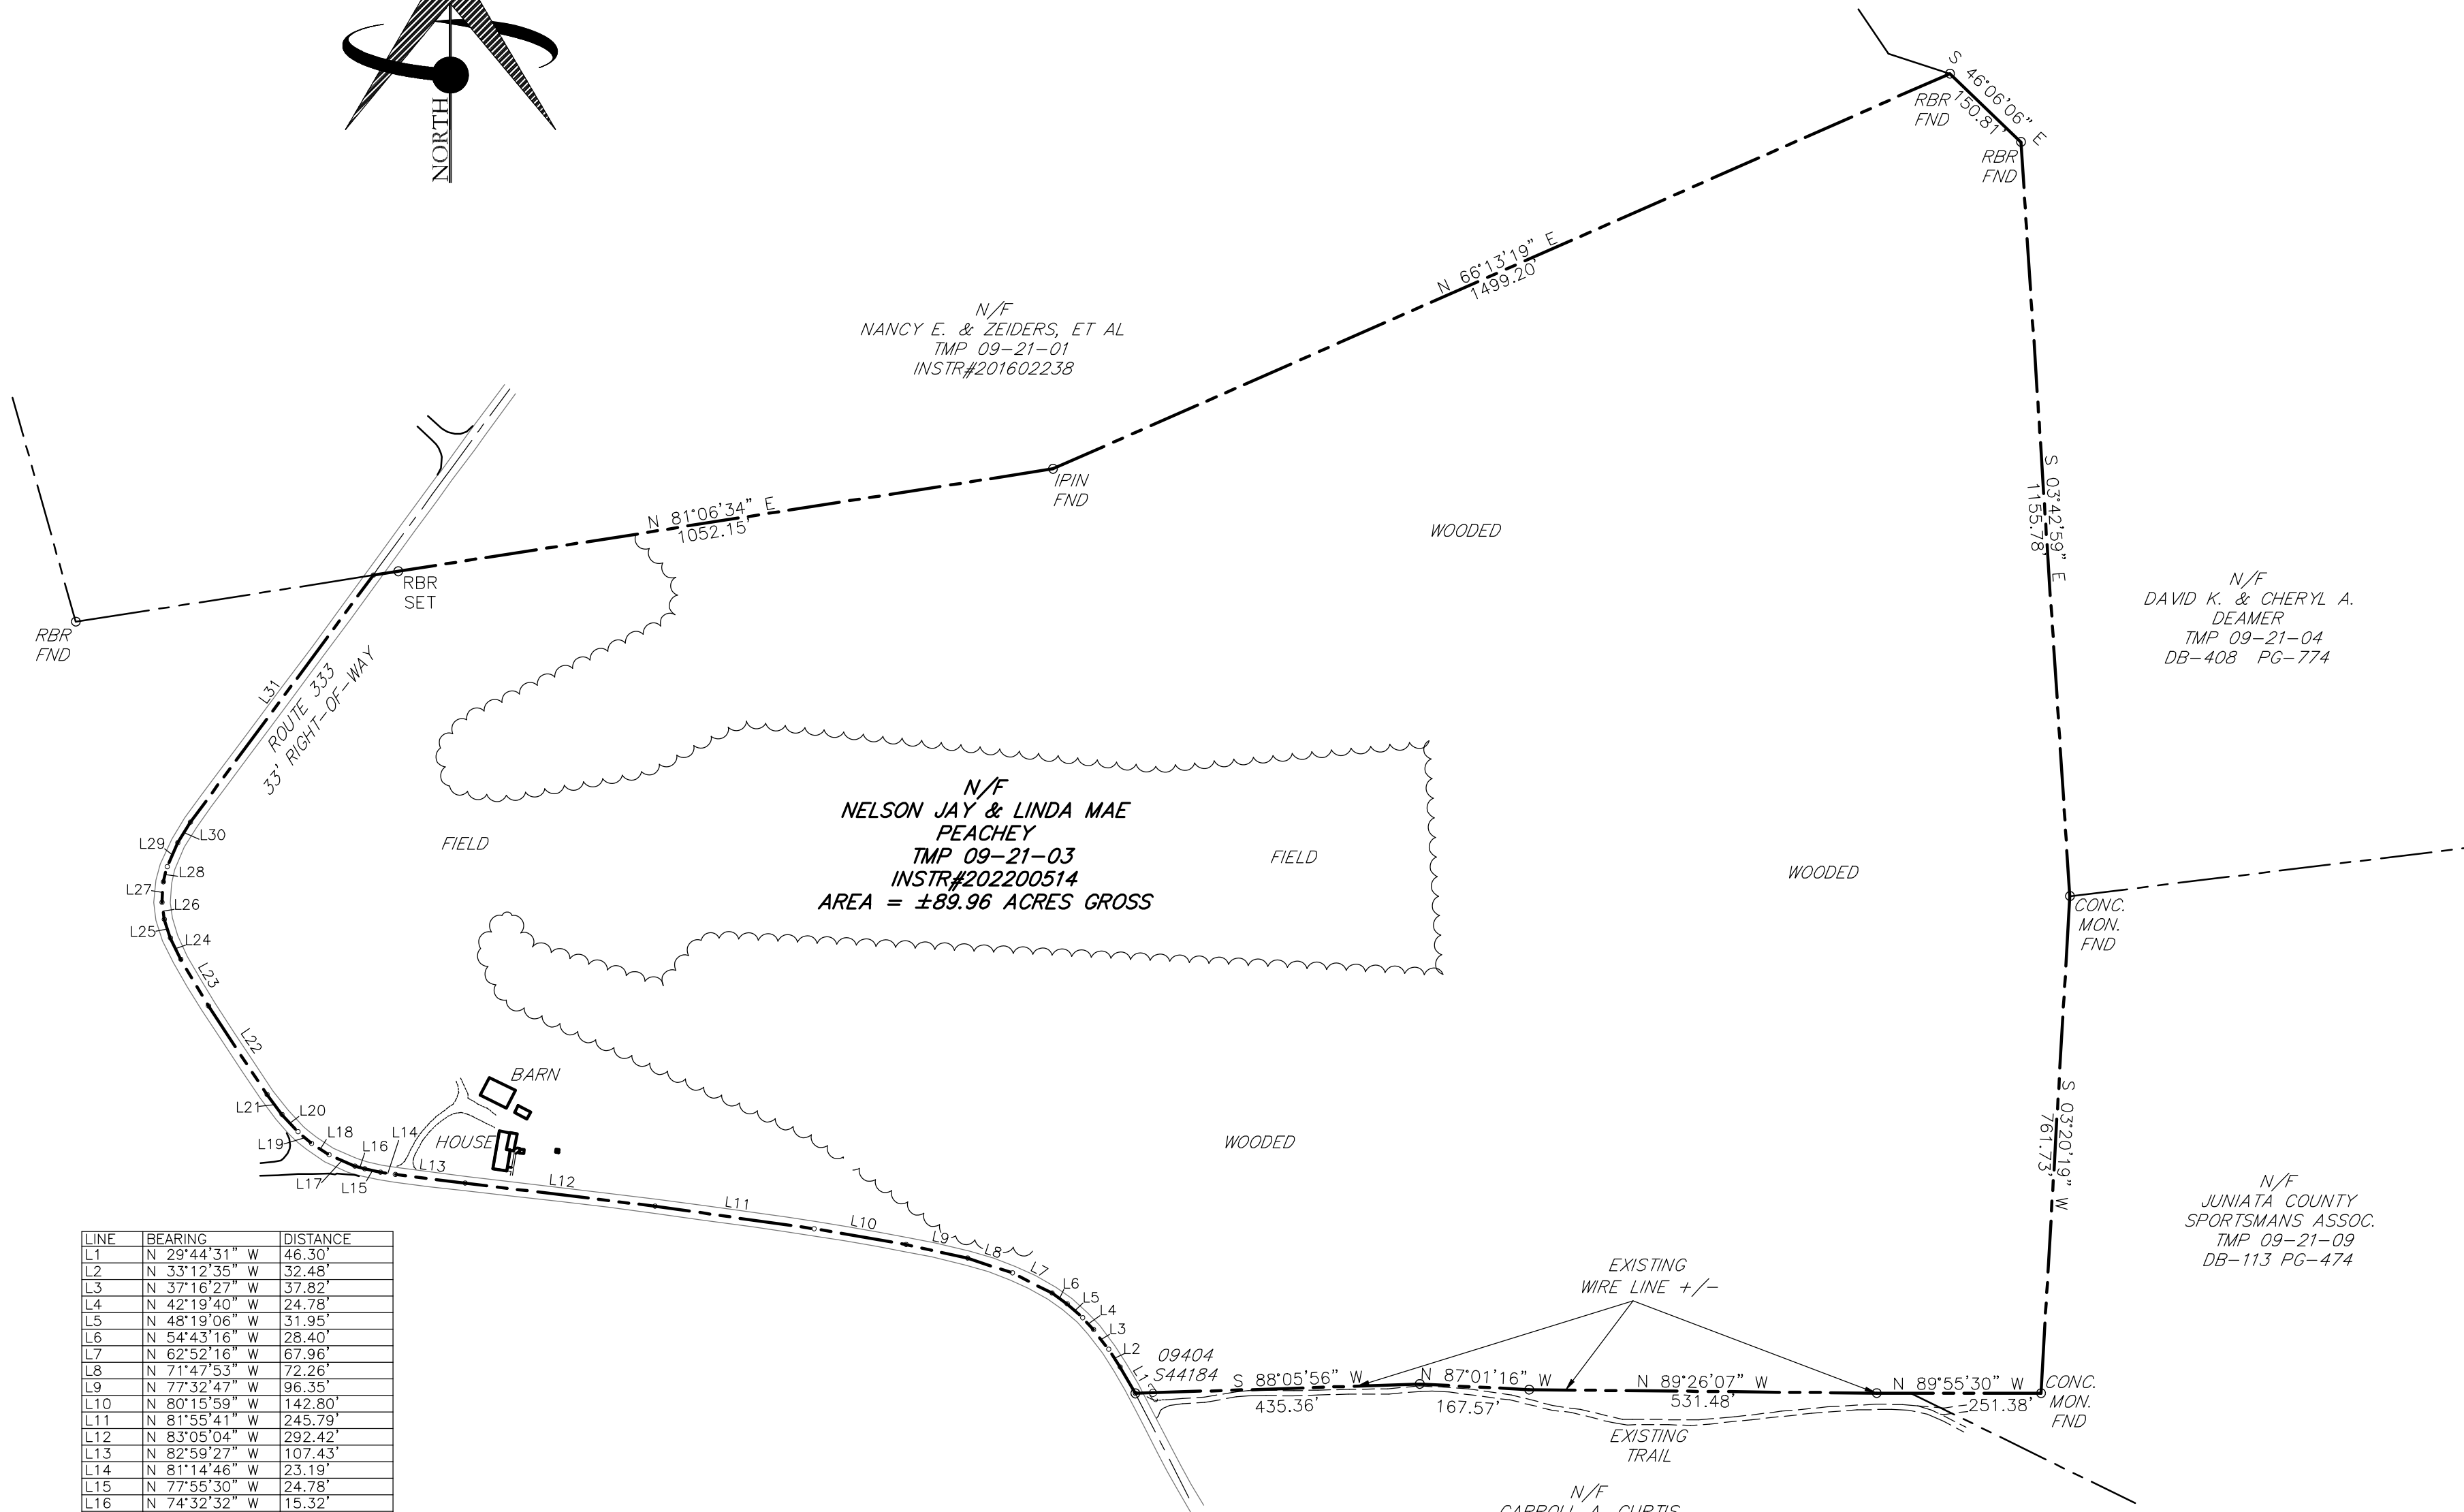 NORTH
S 46°06'06" E
150.81'
RBR
FND
RBR
FND
N 66°13'19" E
1499.20'
N/F
NANCY E. & ZEIDERS, ET AL
TMP 09-21-01
INSTR#201602238
IPIN
FND
N 81°06'34" E
1052.15'
WOODED
S 03°42'59" E
1155.78'
RBR
SET
RBR
FND
N/F
DAVID K. & CHERYL A.
DEAMER
TMP 09-21-04
DB-408 PG-774
L31
ROUTE 333
33' RIGHT-OF-WAY
N/F
NELSON JAY & LINDA MAE
PEACHEY
TMP 09-21-03
INSTR#202200514
AREA = ±89.96 ACRES GROSS
FIELD
FIELD
WOODED
L30
L29
L28
L27
L26
L25
L24
L23
L22
L21
L20
L19
L18
L17
L16
L15
L14
L13
L12
L11
L10
L9
L8
L7
L6
L5
L4
L3
L2
L1
CONC.
MON.
FND
BARN
HOUSE
WOODED
S 03°20'19" W
761.73'
N/F
JUNIATA COUNTY
SPORTSMANS ASSOC.
TMP 09-21-09
DB-113 PG-474
EXISTING
WIRE LINE +/-
09404
S44184
S 88°05'56" W
435.36'
N 87°01'16" W
167.57'
N 89°26'07" W
531.48'
N 89°55'30" W
251.38'
CONC.
MON.
FND
EXISTING
TRAIL
N/F
CARROLL A. CURTIS
LINE BEARING DISTANCE
L1 N 29°44'31" W 46.30'
L2 N 33°12'35" W 32.48'
L3 N 37°16'27" W 37.82'
L4 N 42°19'40" W 24.78'
L5 N 48°19'06" W 31.95'
L6 N 54°43'16" W 28.40'
L7 N 62°52'16" W 67.96'
L8 N 71°47'53" W 72.26'
L9 N 77°32'47" W 96.35'
L10 N 80°15'59" W 142.80'
L11 N 81°55'41" W 245.79'
L12 N 83°05'04" W 292.42'
L13 N 82°59'27" W 107.43'
L14 N 81°14'46" W 23.19'
L15 N 77°55'30" W 24.78'
L16 N 74°32'32" W 15.32'